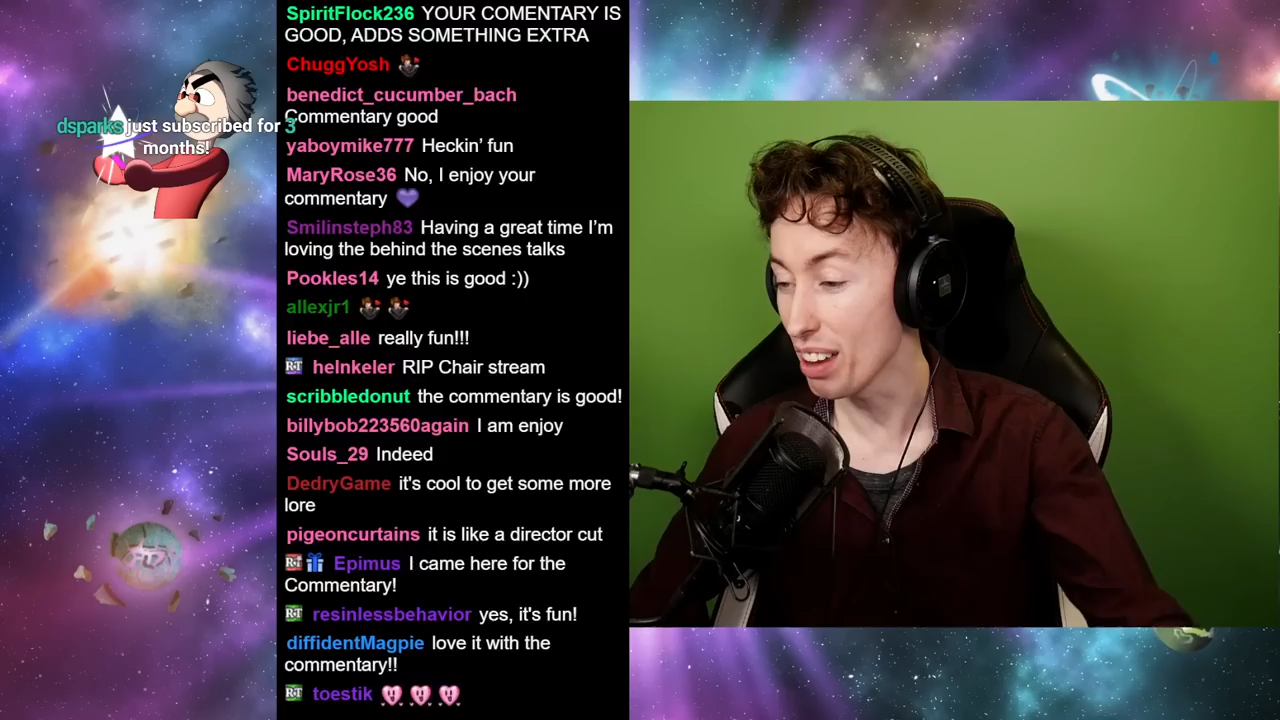 dsparks just subscribed for 3
months!
SpiritFlock236 YOUR COMENTARY IS
GOOD, ADDS SOMETHING EXTRA
ChuggYosh
benedict_cucumber_bach
Commentary good
yaboymike777 Heckin’ fun
MaryRose36 No, I enjoy your
commentary
Smilinsteph83 Having a great time I’m
loving the behind the scenes talks
Pookles14 ye this is good :))
allexjr1
liebe_alle really fun!!!
helnkeler RIP Chair stream
scribbledonut the commentary is good!
billybob223560again I am enjoy
Souls_29 Indeed
DedryGame it's cool to get some more
lore
pigeoncurtains it is like a director cut
Epimus I came here for the
Commentary!
resinlessbehavior yes, it's fun!
diffidentMagpie love it with the
commentary!!
toestik